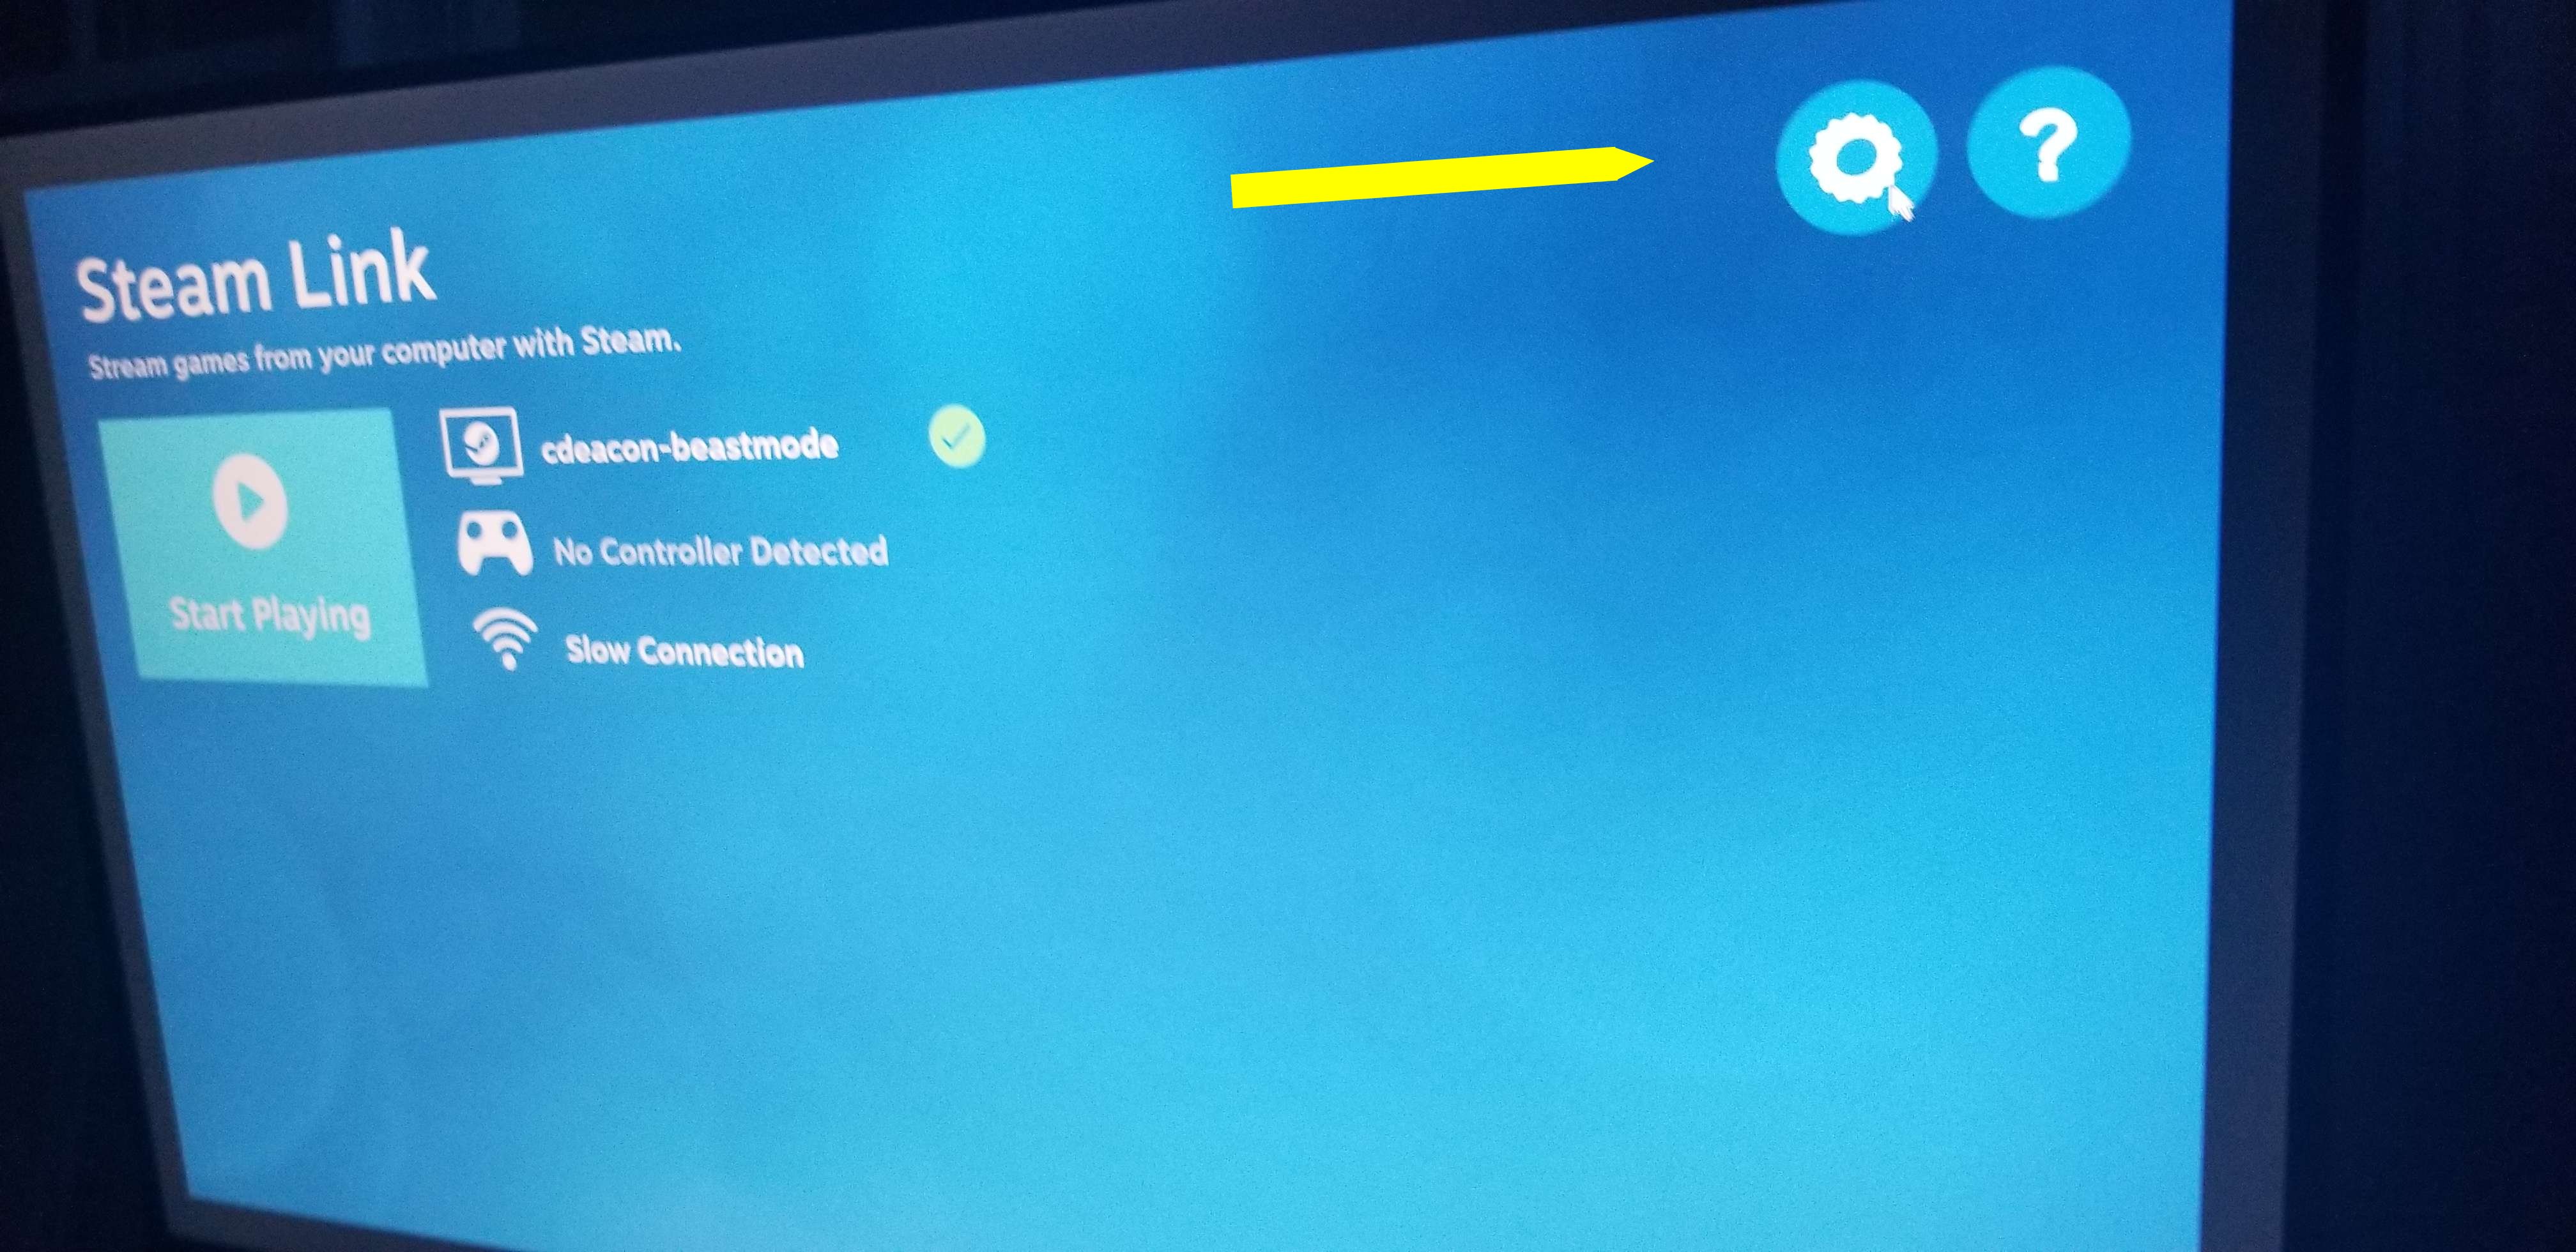 ?
Steam Link
Stream games from your computer with Steam.
cdeacon-beastmode
No Controller Detected
Start Playing
Slow Connection